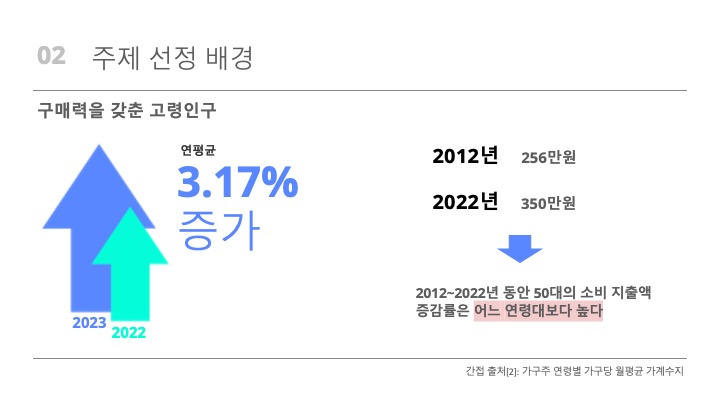 02 주제 선정 배경
구매력을 갖춘 고령인구
연평균
3.17%
증가
2023
2022
2012년 256만원
2022년 350만원
2012~2022년 동안 50대의 소비 지출액
증감률은 어느 연령대보다 높다
간접 출처[2]: 가구주 연령별 가구당 월평균 가계수지